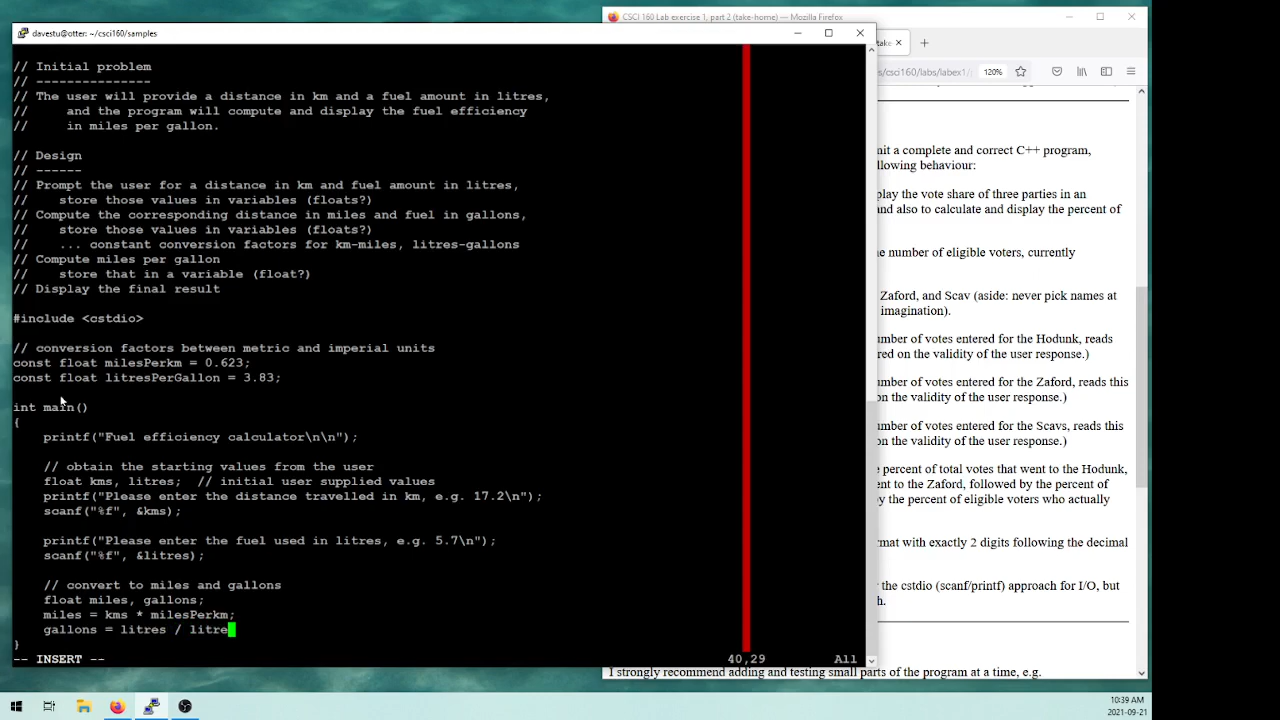 CSCI 160 Lab exercise 1, part 2 (take-home) — Mozilla Firefox
davestu@otter: ~/csci160/samples
take
s/csci160/labs/labex1/
120%
// Initial problem
// ---------------
// The user will provide a distance in km and a fuel amount in litres,
//     and the program will compute and display the fuel efficiency
//     in miles per gallon.
// Design
// ------
// Prompt the user for a distance in km and fuel amount in litres,
//    store those values in variables (floats?)
// Compute the corresponding distance in miles and fuel in gallons,
//    store those values in variables (floats?)
//    ... constant conversion factors for km-miles, litres-gallons
// Compute miles per gallon
//    store that in a variable (float?)
// Display the final result
#include <cstdio>
// conversion factors between metric and imperial units
const float milesPerkm = 0.623;
const float litresPerGallon = 3.83;
int main()
{
    printf("Fuel efficiency calculator\n\n");
    // obtain the starting values from the user
    float kms, litres;  // initial user supplied values
    printf("Please enter the distance travelled in km, e.g. 17.2\n");
    scanf("%f", &kms);
    printf("Please enter the fuel used in litres, e.g. 5.7\n");
    scanf("%f", &litres);
    // convert to miles and gallons
    float miles, gallons;
    miles = kms * milesPerkm;
    gallons = litres / litre
}
-- INSERT --
40,29
All
nit a complete and correct C++ program,
llowing behaviour:
play the vote share of three parties in an
and also to calculate and display the percent of
he number of eligible voters, currently
Zaford, and Scav (aside: never pick names at
imagination).
umber of votes entered for the Hodunk, reads
red on the validity of the user response.)
umber of votes entered for the Zaford, reads this
on the validity of the user response.)
umber of votes entered for the Scavs, reads this
on the validity of the user response.)
e percent of total votes that went to the Hodunk,
ent to the Zaford, followed by the percent of
y the percent of eligible voters who actually
rmat with exactly 2 digits following the decimal
r the cstdio (scanf/printf) approach for I/O, but
h.
I strongly recommend adding and testing small parts of the program at a time, e.g.
10:39 AM
2021-09-21